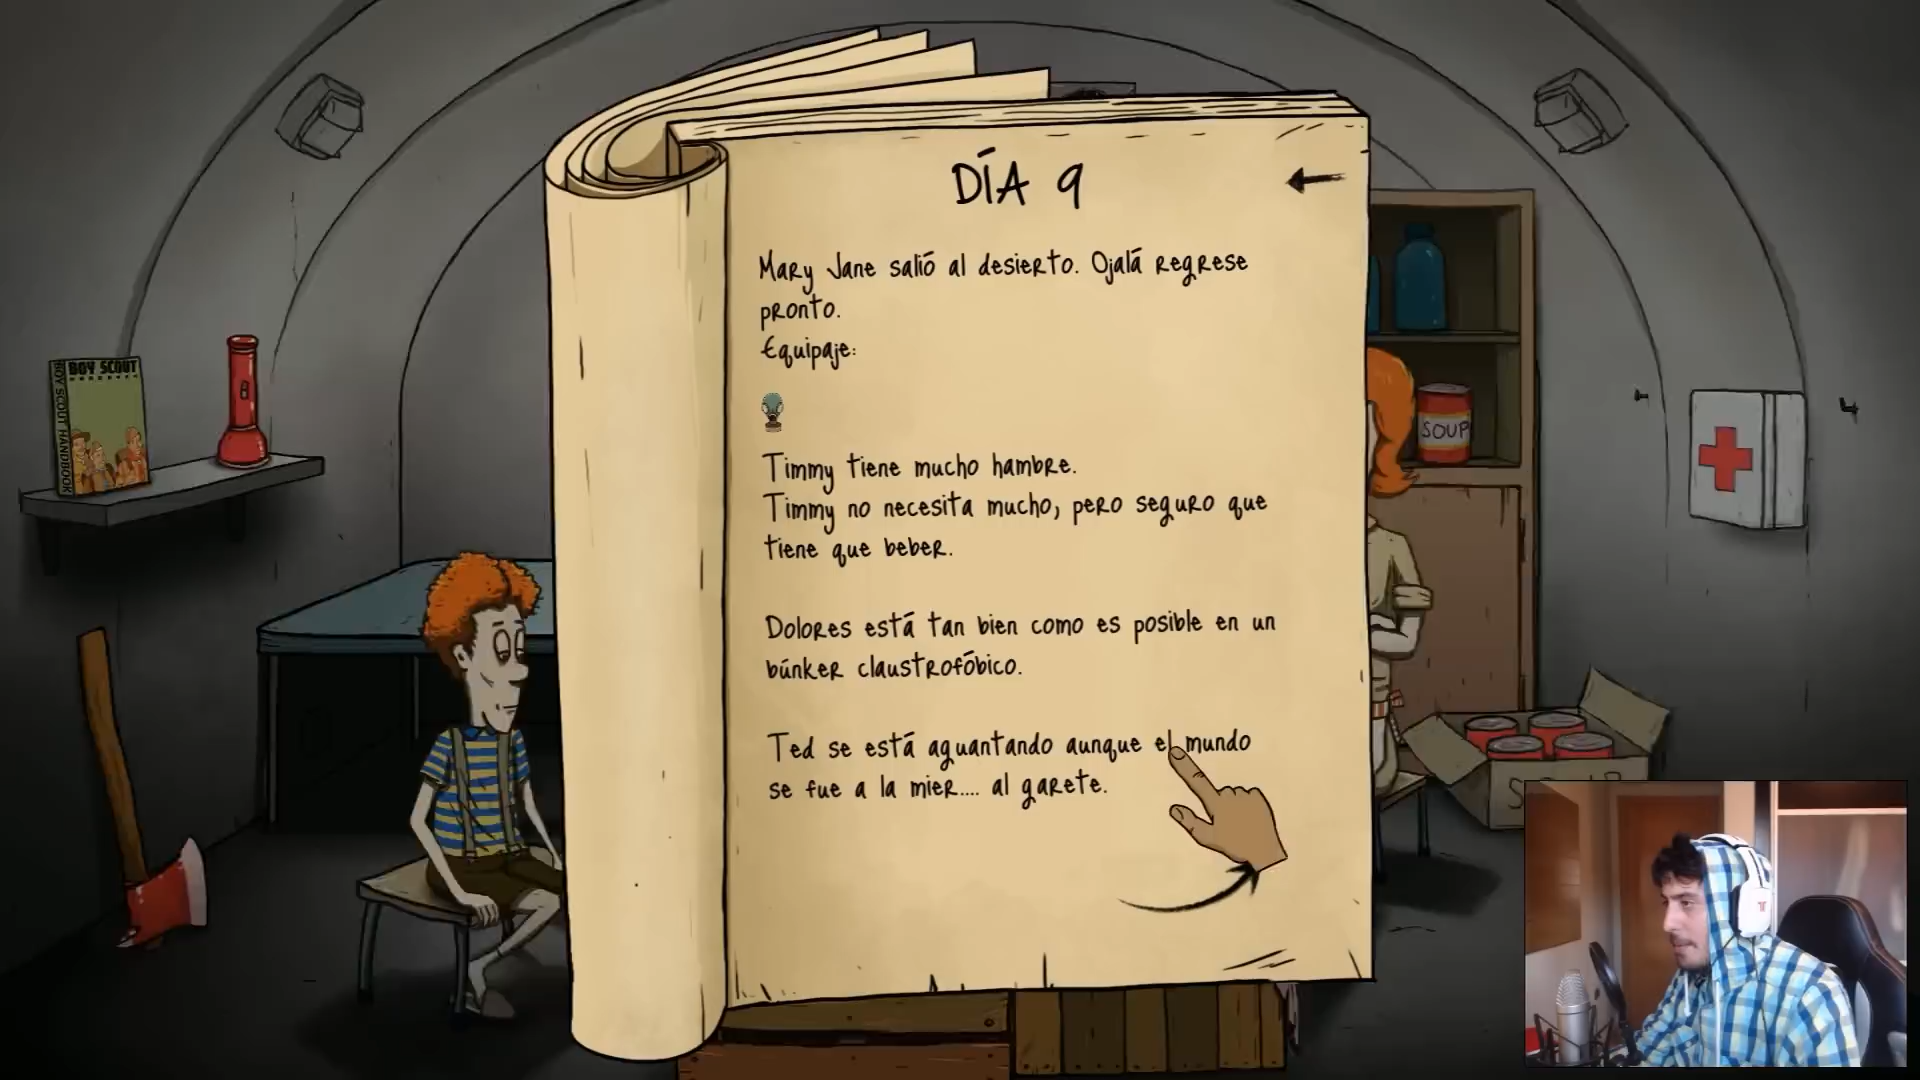 DÍA 9
Mary Jane salió al desierto. Ojalá regrese
pronto.
Equipaje:
Timmy tiene mucho hambre.
Timmy no necesita mucho, pero seguro que
tiene que beber.
Dolores está tan bien como es posible en un
búnker claustrofóbico.
Ted se está aguantando aunque el mundo
se fue a la mier.... al garete.
BOY SCOUT
BOY SCOUT HANDBOOK
SOUP